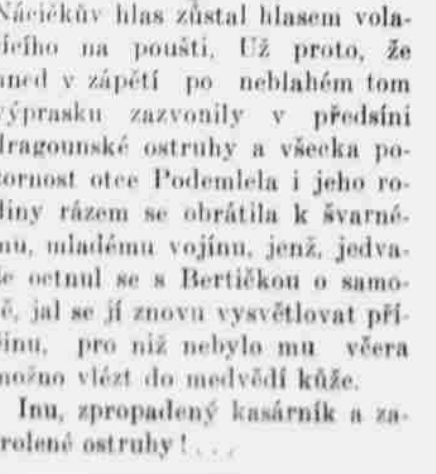 Nácičkův hlas zůstal hlasem vola-
jícího na poušti. Už proto, že
hned v zápětí po neblahém tom
výprasku zazvonily v předsíni
dragounské ostruhy a všecka po-
zornost otce Podemlela i jeho ro-
diny rázem se obrátila k švarné-
mu, mladému vojínu, jenž, jedva-
že octnul se s Bertičkou o samo-
tě, jal se jí znovu vysvětlovat pří-
činu, pro niž nebylo mu včera
možno vlézt do medvědí kůže.
Inu, zpropadený kasárník a za-
trolené ostruhy! . . .